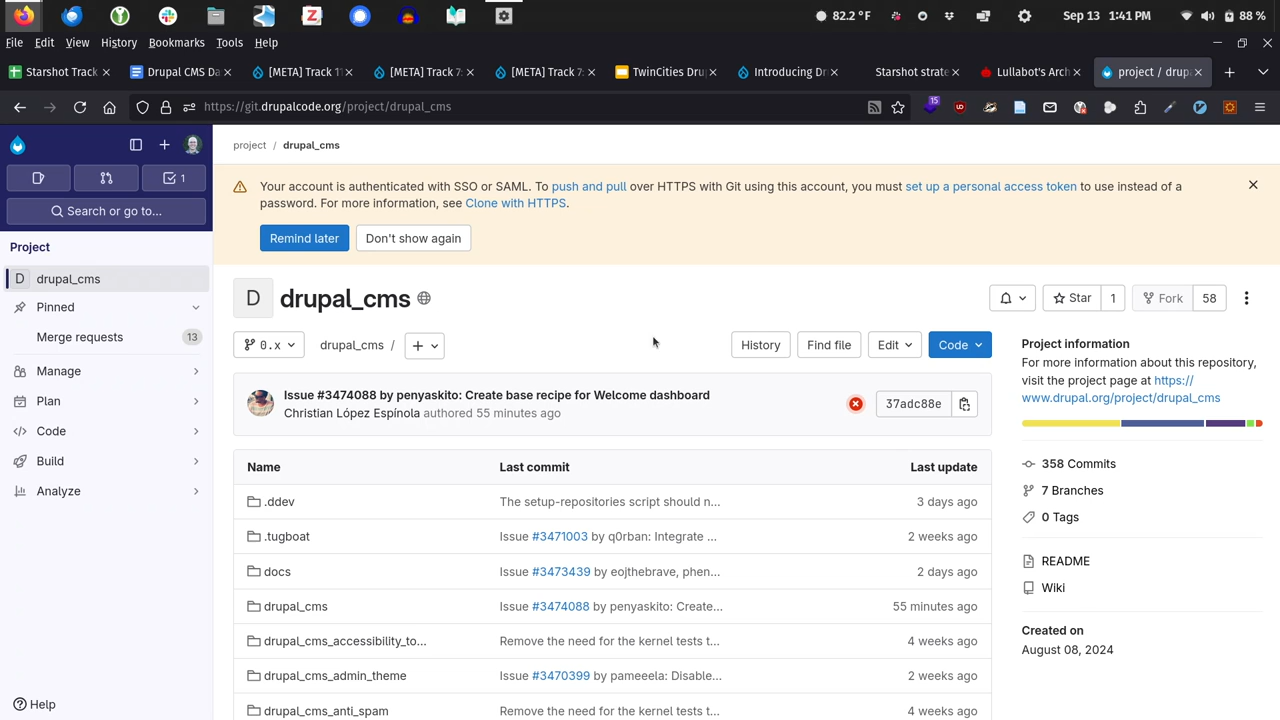 82.2 °F
Sep 13 1:41 PM
88 %
File Edit View History Bookmarks Tools Help
Starshot Track
Drupal CMS Da
[META] Track 1
[META] Track 7:
[META] Track 7:
TwinCities Dru
Introducing Dr
Starshot strate
Lullabot's Arch
project / drup
https://git.drupalcode.org/project/drupal_cms
15
project / drupal_cms
1
Search or go to...
Your account is authenticated with SSO or SAML. To push and pull over HTTPS with Git using this account, you must set up a personal access token to use instead of a
password. For more information, see Clone with HTTPS.
Remind later Don't show again
Project
D drupal_cms
Pinned
Merge requests 13
Manage
Plan
Code
Build
Analyze
Help
D drupal_cms
Star 1 Fork 58
0.x drupal_cms / + History Find file Edit Code
Issue #3474088 by penyaskito: Create base recipe for Welcome dashboard
Christian López Espínola authored 55 minutes ago
37adc88e
Name Last commit Last update
.ddev The setup-repositories script should n... 3 days ago
.tugboat Issue #3471003 by q0rban: Integrate ... 2 weeks ago
docs Issue #3473439 by eojthebrave, phen... 2 days ago
drupal_cms Issue #3474088 by penyaskito: Create... 55 minutes ago
drupal_cms_accessibility_to... Remove the need for the kernel tests t... 4 weeks ago
drupal_cms_admin_theme Issue #3470399 by pameeela: Disable... 2 weeks ago
drupal_cms_anti_spam Remove the need for the kernel tests t... 4 weeks ago
Project information
For more information about this repository,
visit the project page at https://
www.drupal.org/project/drupal_cms
358 Commits
7 Branches
0 Tags
README
Wiki
Created on
August 08, 2024